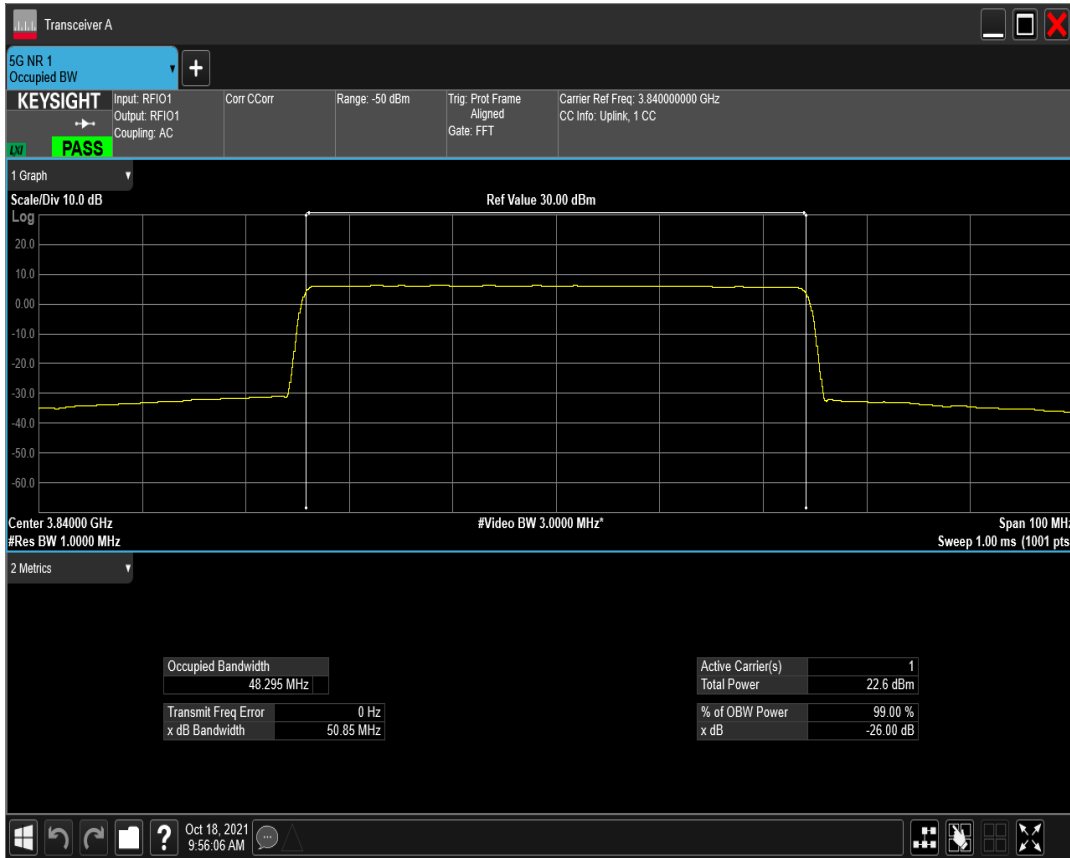 Transceiver A
5G NR 1
Occupied BW
+
KEYSIGHT
LXI
PASS
Input: RFIO1
Output: RFIO1
Coupling: AC
Corr CCorr
Range: -50 dBm
Trig: Prot Frame
Aligned
Gate: FFT
Carrier Ref Freq: 3.840000000 GHz
CC Info: Uplink, 1 CC
1 Graph
Scale/Div 10.0 dB
Ref Value 30.00 dBm
Log
20.0
10.0
0.00
-10.0
-20.0
-30.0
-40.0
-50.0
-60.0
Center 3.84000 GHz
#Video BW 3.0000 MHz*
Span 100 MHz
#Res BW 1.0000 MHz
Sweep 1.00 ms (1001 pts
2 Metrics
Occupied Bandwidth
48.295 MHz
Transmit Freq Error 0 Hz
x dB Bandwidth 50.85 MHz
Active Carrier(s) 1
Total Power 22.6 dBm
% of OBW Power 99.00 %
x dB -26.00 dB
?
Oct 18, 2021
9:56:06 AM